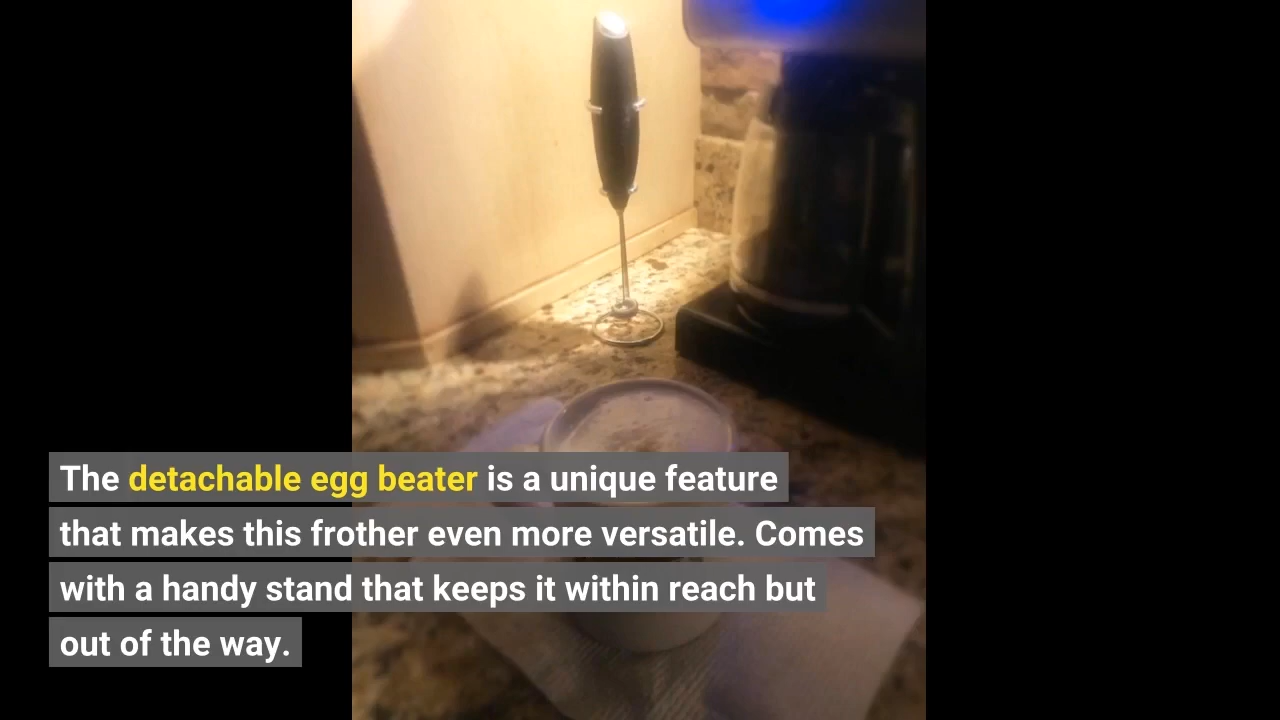 The detachable egg beater is a unique feature
that makes this frother even more versatile. Comes
with a handy stand that keeps it within reach but
out of the way.